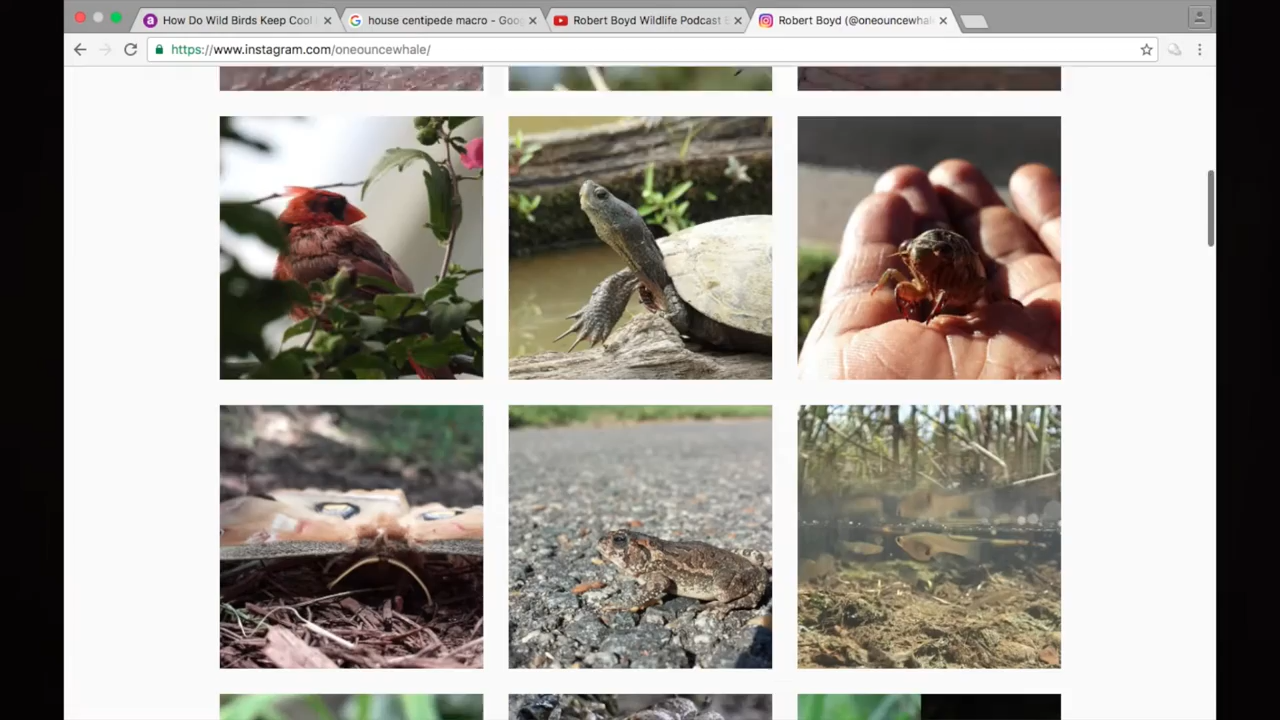 How Do Wild Birds Keep Cool
house centipede macro - Goo
Robert Boyd Wildlife Podcast
Robert Boyd (@oneouncewhale
https://www.instagram.com/oneouncewhale/